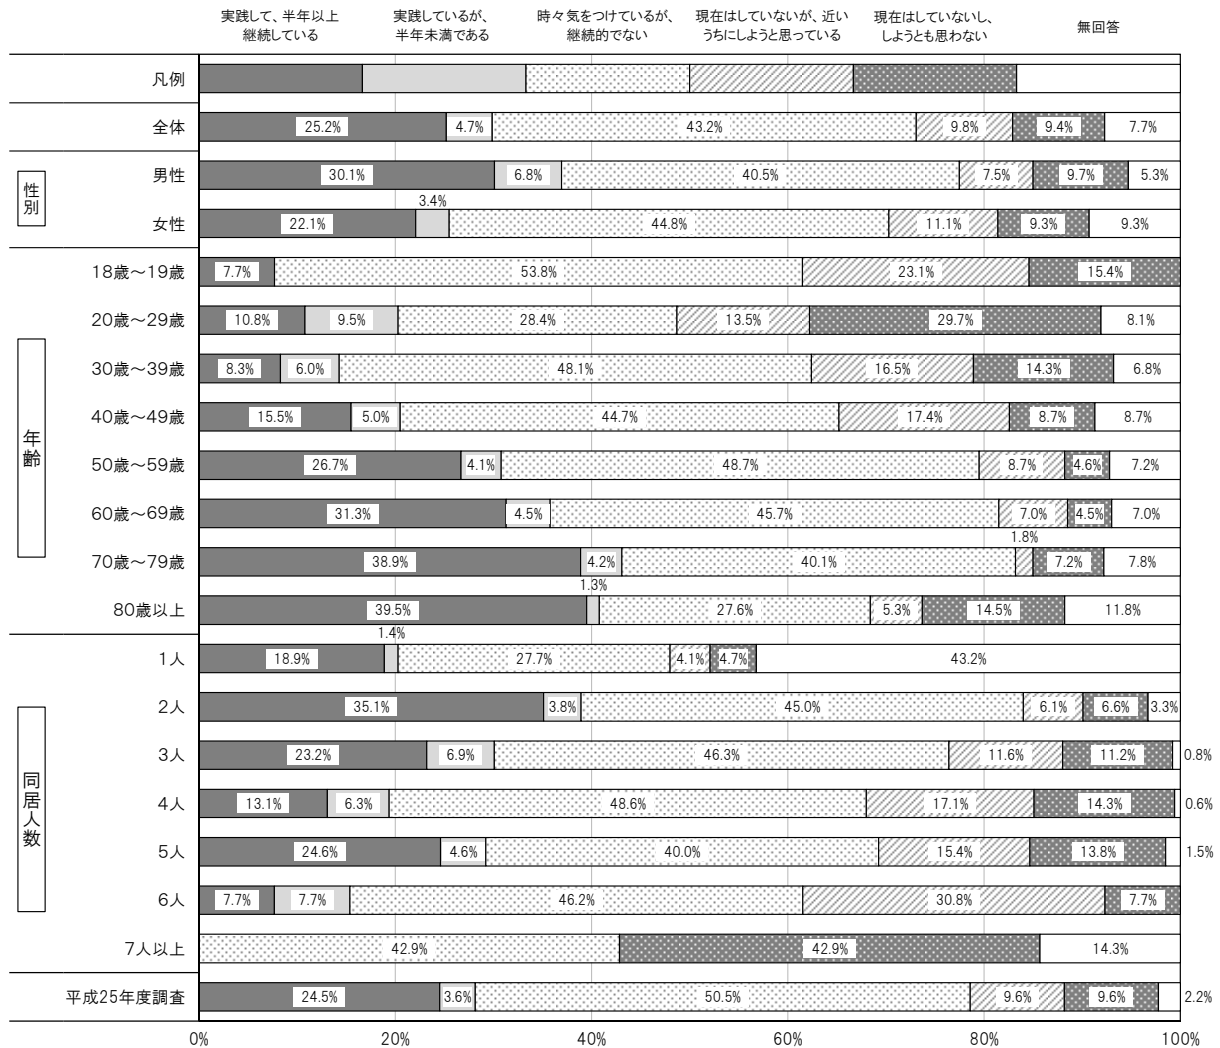 実践して、半年以上
継続している
実践しているが、
半年未満である
時々気をつけているが、
継続的でない
現在はしていないが、近い
うちにしようと思っている
現在はしていないし、
しようとも思わない
無回答
凡例
全体 25.2% 4.7% 43.2% 9.8% 9.4% 7.7%
性別
男性 30.1% 6.8% 40.5% 7.5% 9.7% 5.3%
3.4%
女性 22.1% 44.8% 11.1% 9.3% 9.3%
年齢
18歳～19歳 7.7% 53.8% 23.1% 15.4%
20歳～29歳 10.8% 9.5% 28.4% 13.5% 29.7% 8.1%
30歳～39歳 8.3% 6.0% 48.1% 16.5% 14.3% 6.8%
40歳～49歳 15.5% 5.0% 44.7% 17.4% 8.7% 8.7%
50歳～59歳 26.7% 4.1% 48.7% 8.7% 4.6% 7.2%
60歳～69歳 31.3% 4.5% 45.7% 7.0% 4.5% 7.0%
1.8%
70歳～79歳 38.9% 4.2% 40.1% 7.2% 7.8%
1.3%
80歳以上 39.5% 27.6% 5.3% 14.5% 11.8%
同居人数
1.4%
1人 18.9% 27.7% 4.1% 4.7% 43.2%
2人 35.1% 3.8% 45.0% 6.1% 6.6% 3.3%
3人 23.2% 6.9% 46.3% 11.6% 11.2% 0.8%
4人 13.1% 6.3% 48.6% 17.1% 14.3% 0.6%
5人 24.6% 4.6% 40.0% 15.4% 13.8% 1.5%
6人 7.7% 7.7% 46.2% 30.8% 7.7%
7人以上 42.9% 42.9% 14.3%
平成25年度調査 24.5% 3.6% 50.5% 9.6% 9.6% 2.2%
0% 20% 40% 60% 80% 100%